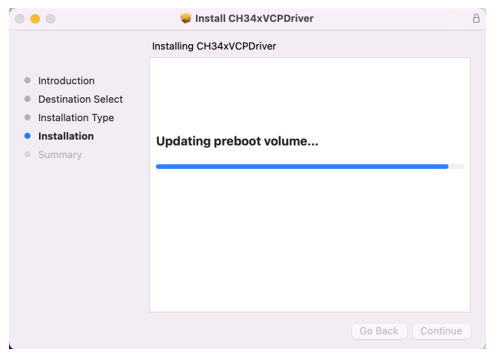 Install CH34xVCPDriver
Installing CH34xVCPDriver
Introduction
Destination Select
Installation Type
Installation
Summary
Updating preboot volume...
Go Back
Continue